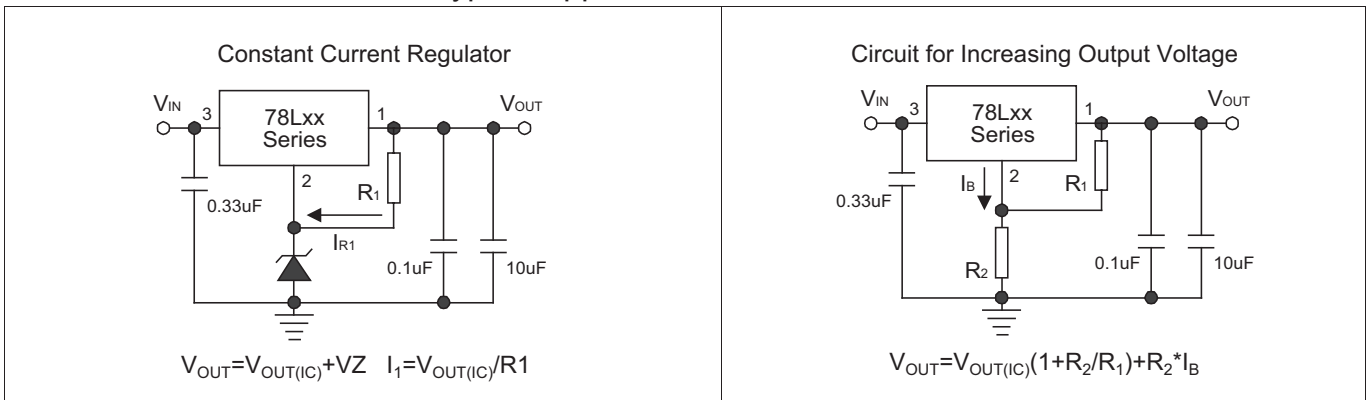 Constant Current Regulator
VIN
3
78Lxx
Series
1
VOUT
2
R1
0.33uF
IR1
0.1uF
10uF
VOUT=VOUT(IC)+VZ I1=VOUT(IC)/R1
Circuit for Increasing Output Voltage
VIN
3
78Lxx
Series
1
VOUT
IB
2
R1
0.33uF
R2
0.1uF
10uF
VOUT=VOUT(IC)(1+R2/R1)+R2*IB